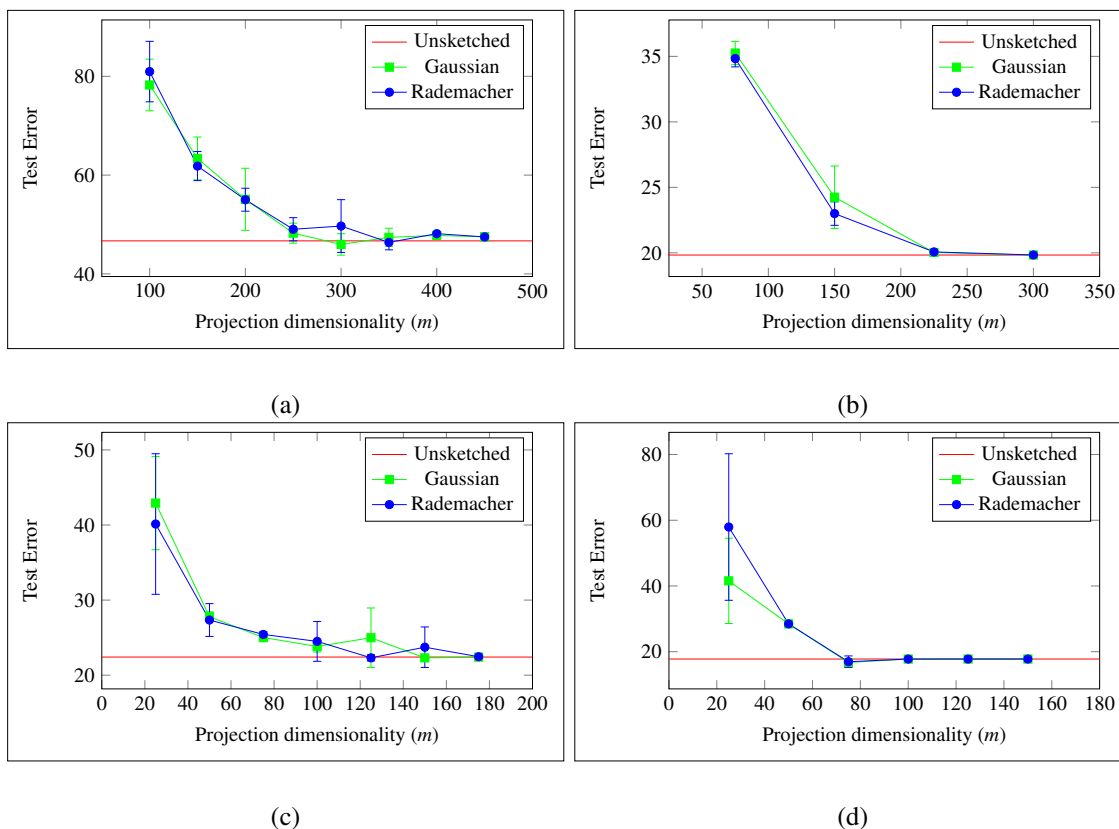 80
60
40
100 200 300 400 500
Test Error
Projection dimensionality (m)
Unsketched
Gaussian
Rademacher
(a)
35
30
25
20
50 100 150 200 250 300 350
Test Error
Projection dimensionality (m)
Unsketched
Gaussian
Rademacher
(b)
50
40
30
20
0 20 40 60 80 100 120 140 160 180 200
Test Error
Projection dimensionality (m)
Unsketched
Gaussian
Rademacher
(c)
80
60
40
20
0 20 40 60 80 100 120 140 160 180
Test Error
Projection dimensionality (m)
Unsketched
Gaussian
Rademacher
(d)